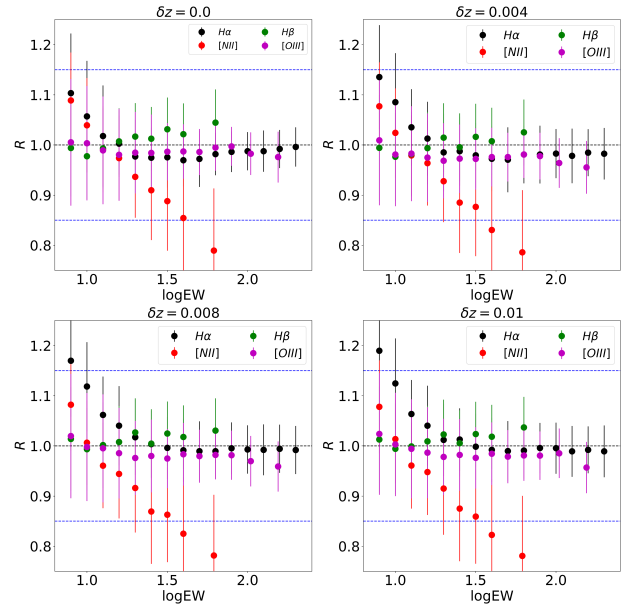 δz = 0.0
Hα
Hβ
[NII]
[OIII]
1.2
1.1
1.0
0.9
0.8
R
1.0
1.5
2.0
logEW
δz = 0.004
Hα
Hβ
[NII]
[OIII]
1.2
1.1
1.0
0.9
0.8
R
1.0
1.5
2.0
logEW
δz = 0.008
Hα
Hβ
[NII]
[OIII]
1.2
1.1
1.0
0.9
0.8
R
1.0
1.5
2.0
logEW
δz = 0.01
Hα
Hβ
[NII]
[OIII]
1.2
1.1
1.0
0.9
0.8
R
1.0
1.5
2.0
logEW